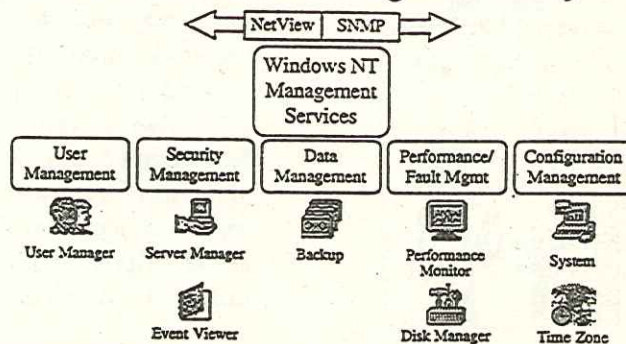 NetView SNMP
Windows NT
Management
Services
User
Management
Security
Management
Data
Management
Performance/
Fault Mgmt
Configuration
Management
User Manager
Server Manager
Backup
Performance
Monitor
System
Event Viewer
Disk Manager
Time Zone